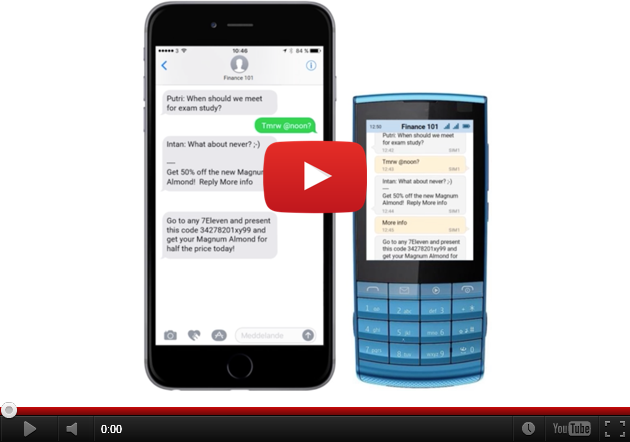 ●●●●● S 10:46 84 %
Finance 101
Putri: When should we meet
for exam study?
Tmrw @noon?
Intan: What about never? ;-)
----
Get 50% off the new Magnum
Almond!  Reply More info
Go to any 7Eleven and present
this code 34278201xy99 and
get your Magnum Almond for
half the price today!
Meddelande
12:50 Finance 101
Putri: When should we meet
for exam study?
12:45 SIM1
Tmrw @noon?
12:45 SIM1
Intan: What about never? ;-)
----
Get 50% off the new Magnum
Almond!  Reply More info
12:46 SIM1
More info
12:48 SIM1
Go to any 7Eleven and present
this code 34278201xy99 and
get your Magnum Almond for
0:00 YouTube